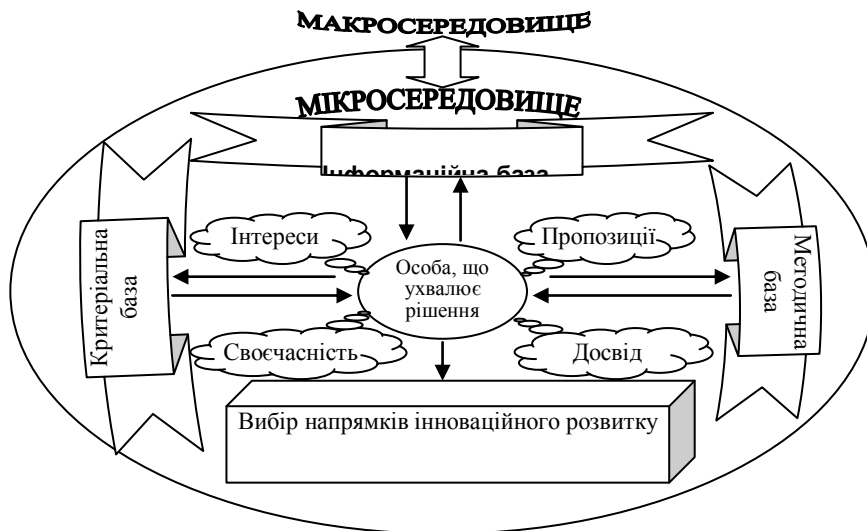 МАКРОСЕРЕДОВИЩЕ
МІКРОСЕРЕДОВИЩЕ
Інформаційна база
Інтереси
Пропозиції
Критеріальна
база
Особа, що
ухвалює
рішення
Методична
база
Своєчасність
Досвід
Вибір напрямків інноваційного розвитку